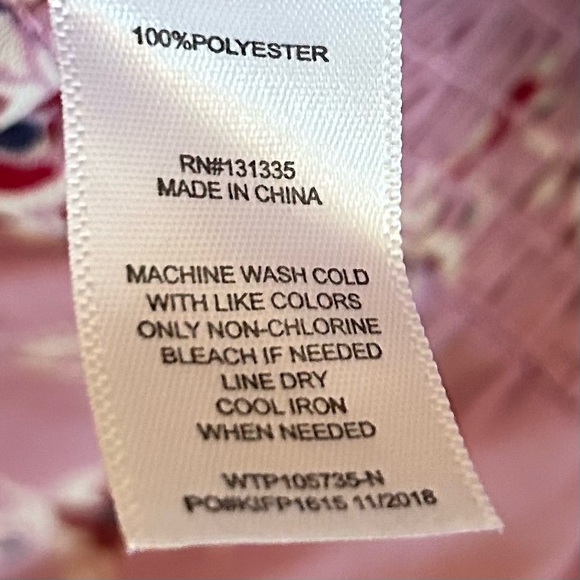 100%POLYESTER
RN#131335
MADE IN CHINA
MACHINE WASH COLD
WITH LIKE COLORS
ONLY NON-CHLORINE
BLEACH IF NEEDED
LINE DRY
COOL IRON
WHEN NEEDED
WTP105735-N
PO#KIFP1615 11/2018